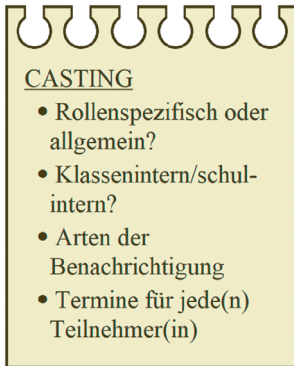 CASTING
• Rollenspezifisch oder
allgemein?
• Klassenintern/schul-
intern?
• Arten der
Benachrichtigung
• Termine für jede(n)
Teilnehmer(in)